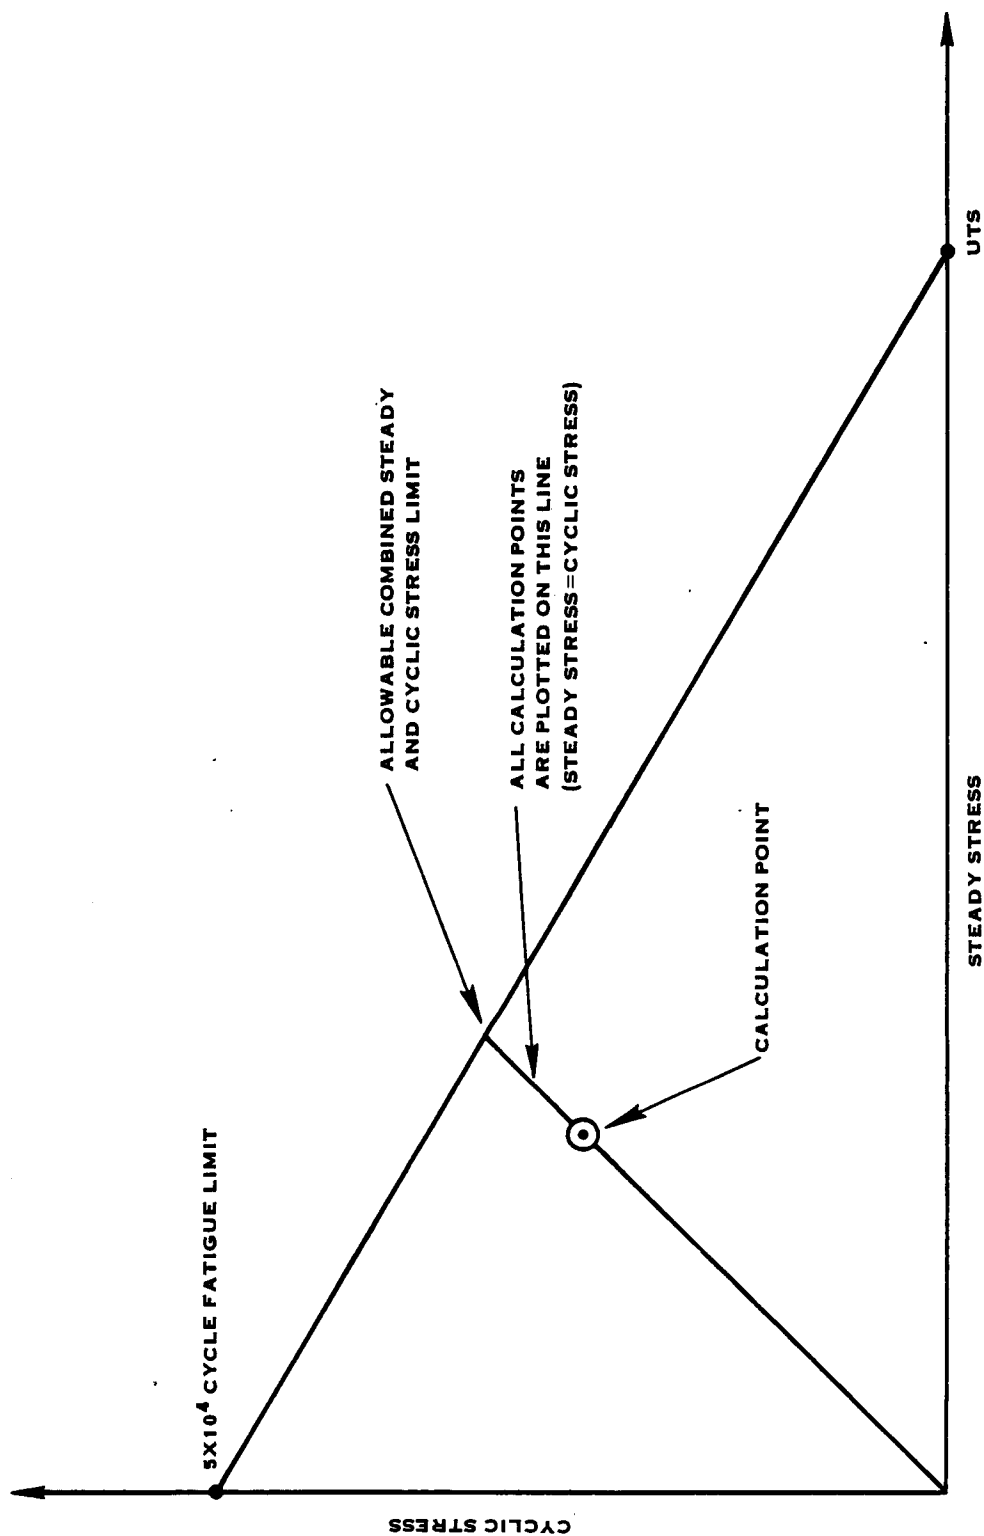 5X10⁴ CYCLE FATIGUE LIMIT
ALLOWABLE COMBINED STEADY
AND CYCLIC STRESS LIMIT
ALL CALCULATION POINTS
ARE PLOTTED ON THIS LINE
(STEADY STRESS=CYCLIC STRESS)
CALCULATION POINT
CYCLIC STRESS
STEADY STRESS
UTS